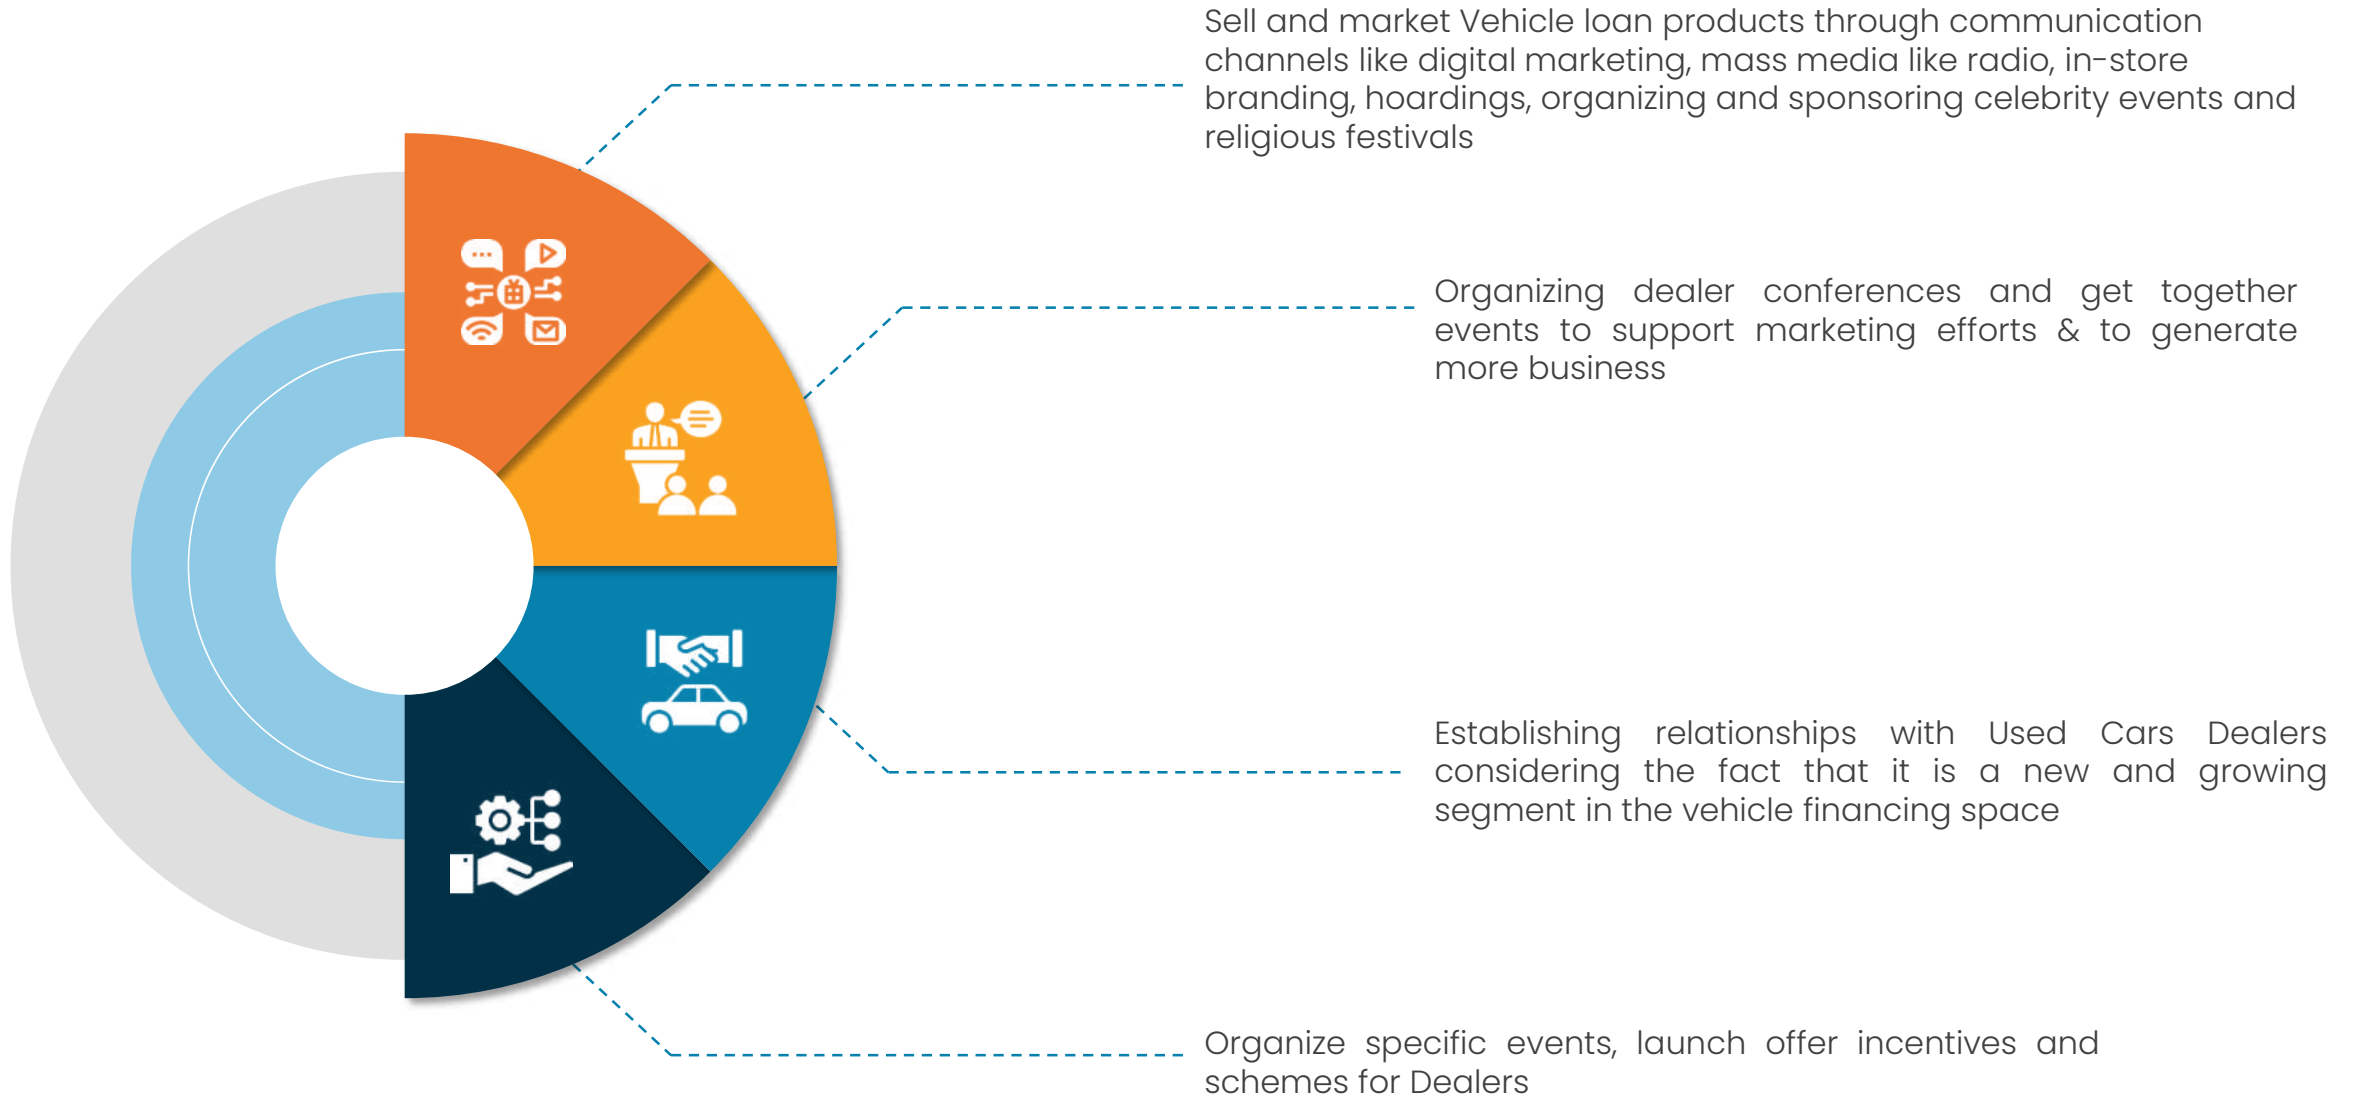 Sell and market Vehicle loan products through communication
channels like digital marketing, mass media like radio, in-store
branding, hoardings, organizing and sponsoring celebrity events and
religious festivals
Organizing dealer conferences and get together
events to support marketing efforts & to generate
more business
Establishing relationships with Used Cars Dealers
considering the fact that it is a new and growing
segment in the vehicle financing space
Organize specific events, launch offer incentives and
schemes for Dealers